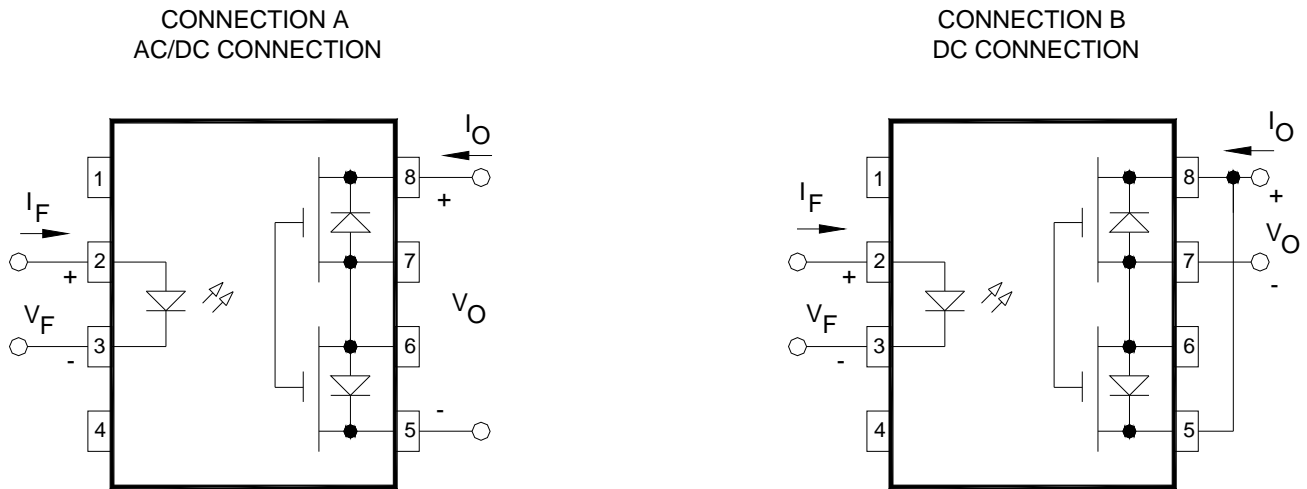 CONNECTION A
AC/DC CONNECTION
I_O
1
8
+
I_F
2
+
7
V_F
V_O
3
-
6
4
5
-
CONNECTION B
DC CONNECTION
I_O
1
8
+
I_F
V_O
2
+
7
-
V_F
3
-
6
4
5